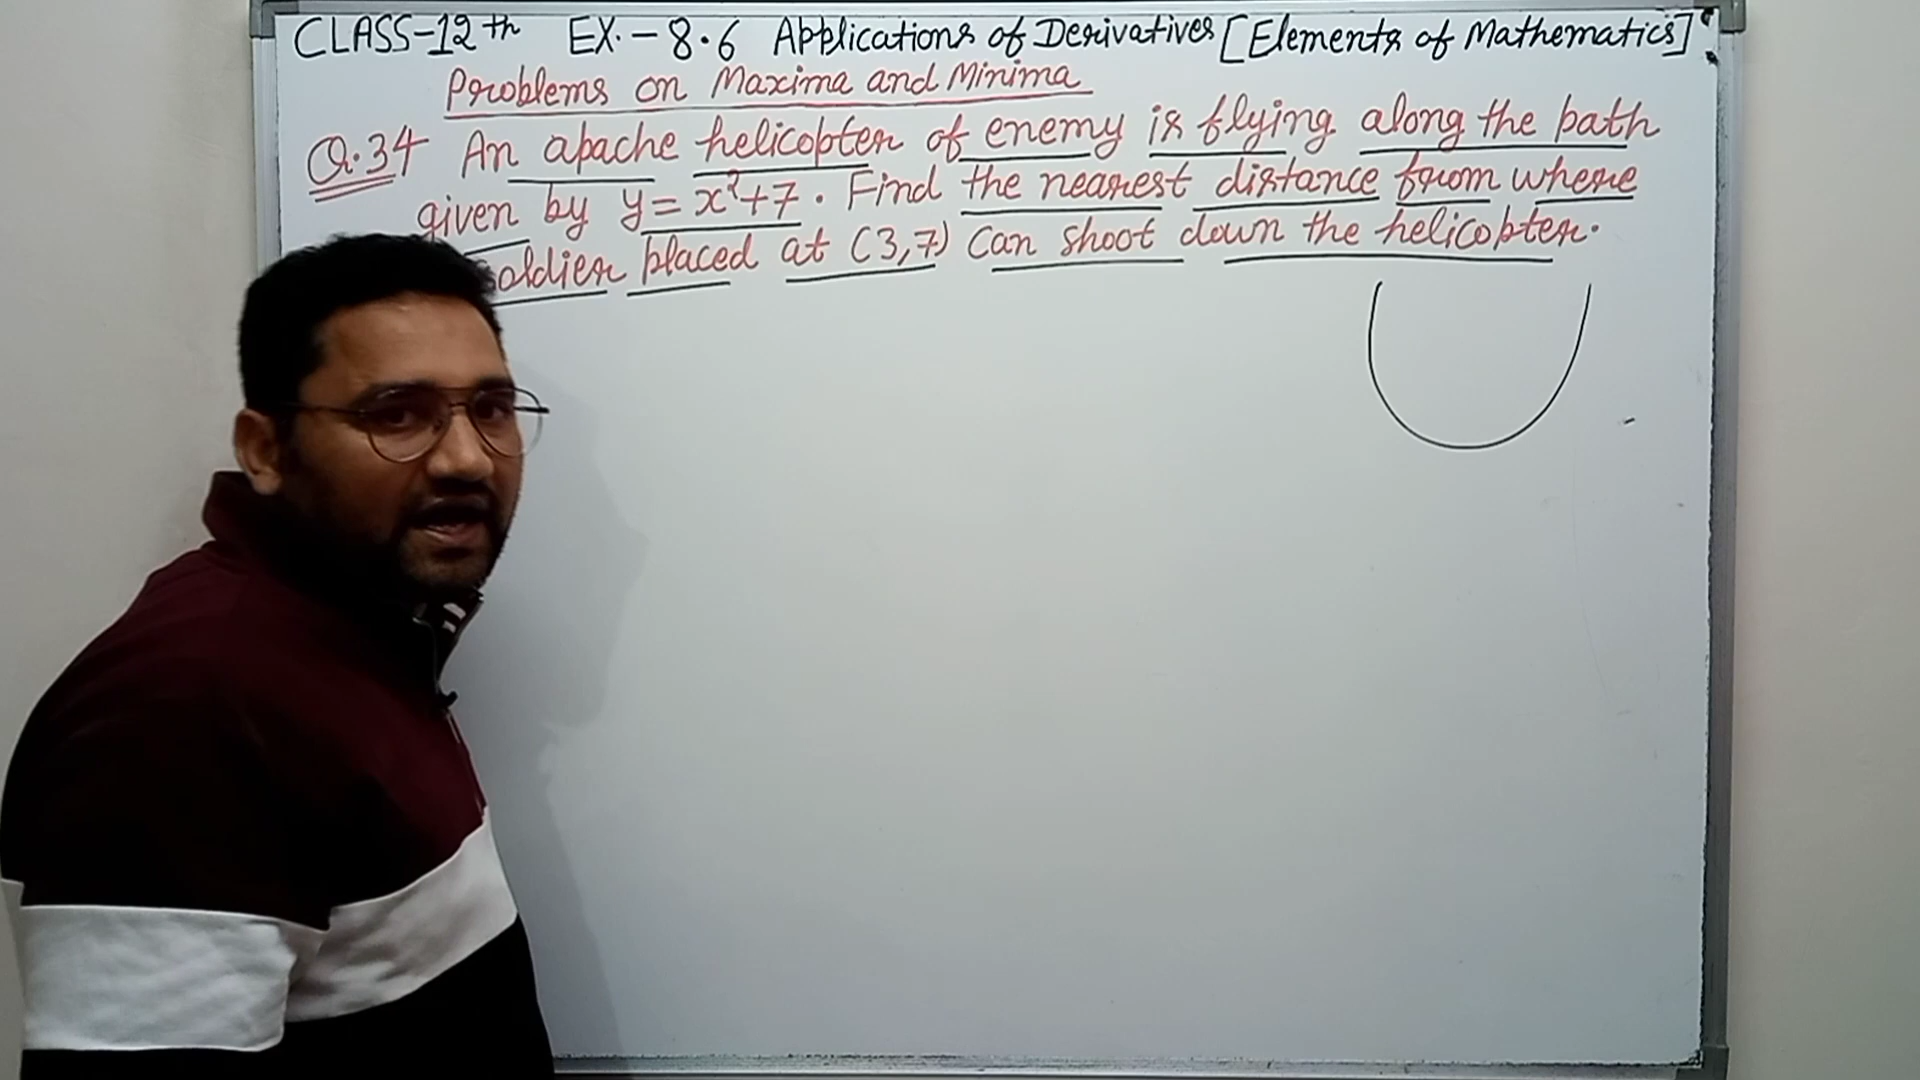 CLASS-12th EX.-8.6 Applications of Derivatives [Elements of Mathematics]
Problems on Maxima and Minima
Q.34 An apache helicopter of enemy is flying along the path
given by y = x²+7. Find the nearest distance from where
soldier placed at (3,7) can shoot down the helicopter.